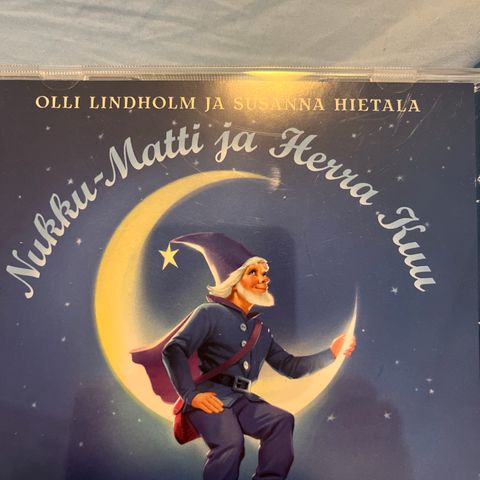 OLLI LINDHOLM JA SUSANNA HIETALA
Nukku-Matti ja Herra Kuu